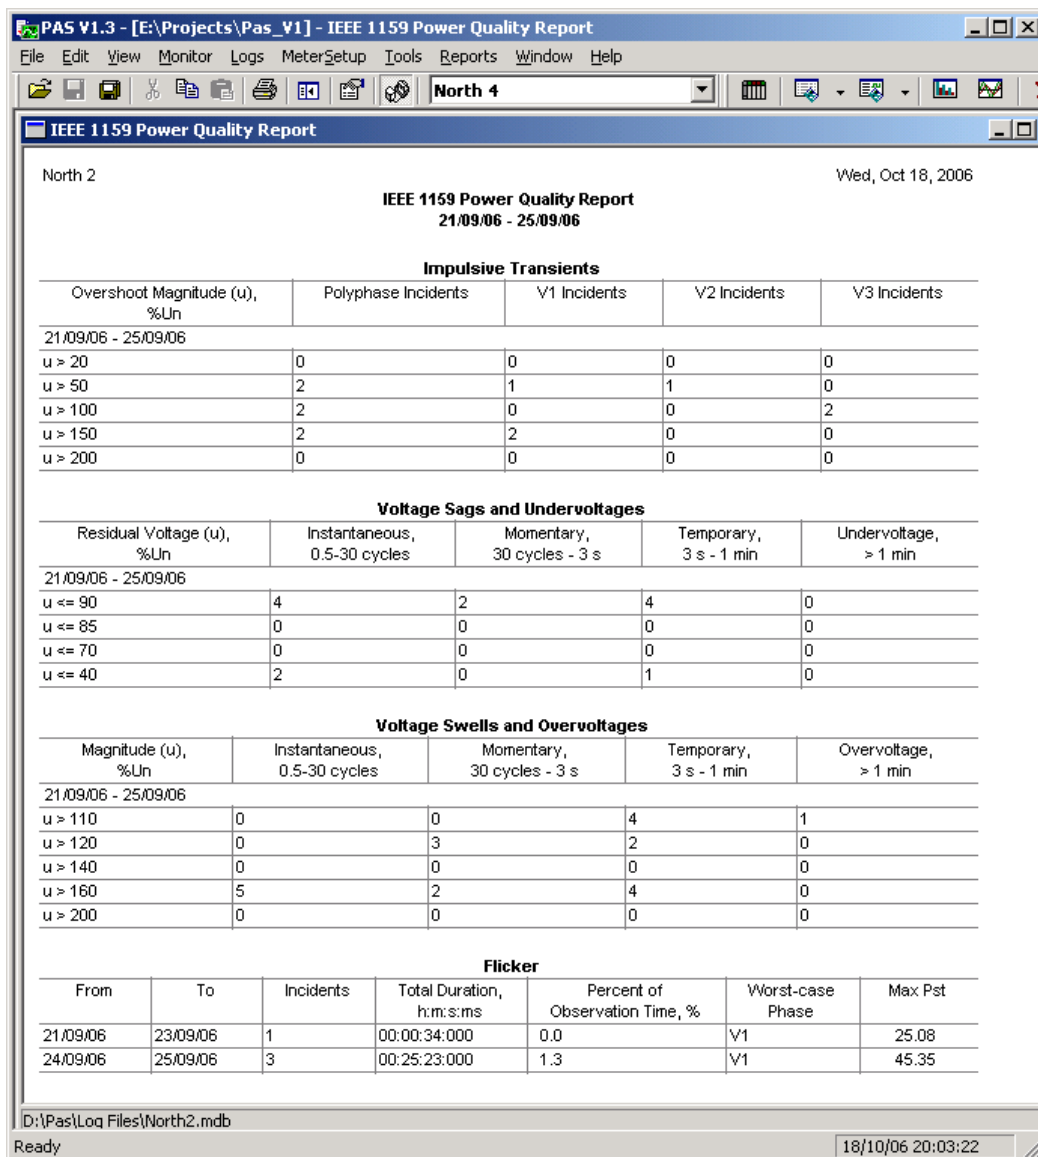 PAS V1.3 - [E:\Projects\Pas_V1] - IEEE 1159 Power Quality Report
File Edit View Monitor Logs MeterSetup Tools Reports Window Help
North 4
IEEE 1159 Power Quality Report
North 2 Wed, Oct 18, 2006
IEEE 1159 Power Quality Report
21/09/06 - 25/09/06
Impulsive Transients
Overshoot Magnitude (u), Polyphase Incidents V1 Incidents V2 Incidents V3 Incidents
%Un
21/09/06 - 25/09/06
u > 20 0 0 0 0
u > 50 2 1 1 0
u > 100 2 0 0 2
u > 150 2 2 0 0
u > 200 0 0 0 0
Voltage Sags and Undervoltages
Residual Voltage (u), Instantaneous, Momentary, Temporary, Undervoltage,
%Un 0.5-30 cycles 30 cycles - 3 s 3 s - 1 min > 1 min
21/09/06 - 25/09/06
u <= 90 4 2 4 0
u <= 85 0 0 0 0
u <= 70 0 0 0 0
u <= 40 2 0 1 0
Voltage Swells and Overvoltages
Magnitude (u), Instantaneous, Momentary, Temporary, Overvoltage,
%Un 0.5-30 cycles 30 cycles - 3 s 3 s - 1 min > 1 min
21/09/06 - 25/09/06
u > 110 0 0 4 1
u > 120 0 3 2 0
u > 140 0 0 0 0
u > 160 5 2 4 0
u > 200 0 0 0 0
Flicker
From To Incidents Total Duration, Percent of Worst-case Max Pst
h:m:s:ms Observation Time, % Phase
21/09/06 23/09/06 1 00:00:34:000 0.0 V1 25.08
24/09/06 25/09/06 3 00:25:23:000 1.3 V1 45.35
D:\Pas\Log Files\North2.mdb
Ready 18/10/06 20:03:22